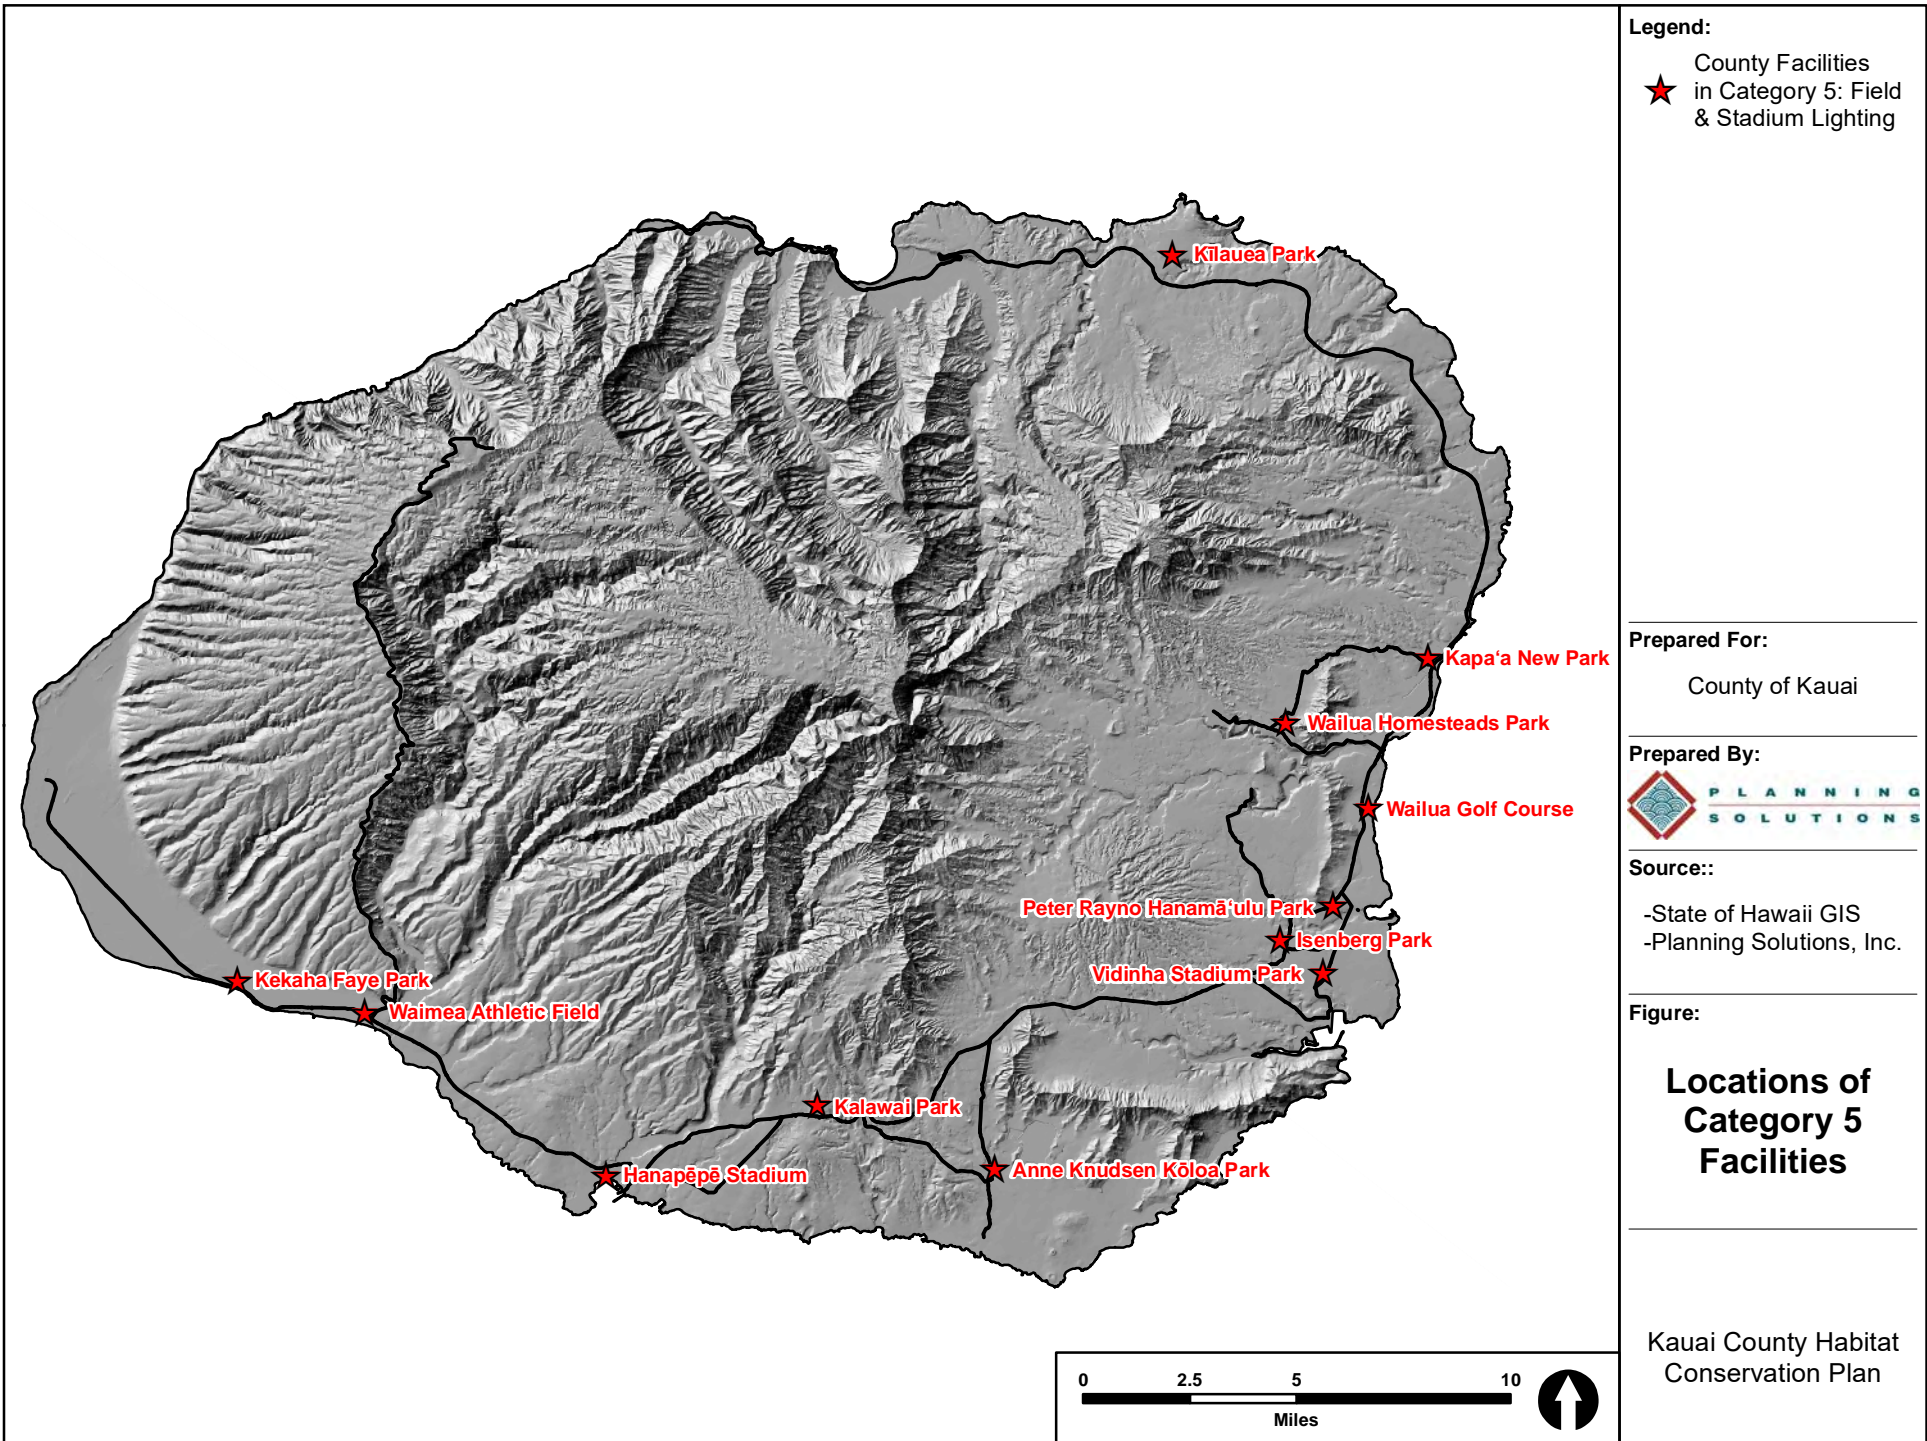 Legend:
County Facilities
in Category 5: Field
& Stadium Lighting
Kīlauea Park
Kapa‘a New Park
Wailua Homesteads Park
Wailua Golf Course
Peter Rayno Hanamā‘ulu Park
Isenberg Park
Vidinha Stadium Park
Kekaha Faye Park
Waimea Athletic Field
Kalawai Park
Hanapēpē Stadium
Anne Knudsen Kōloa Park
0 2.5 5 10
Miles
Prepared For:
County of Kauai
Prepared By:
PLANNING
SOLUTIONS
Source::
-State of Hawaii GIS
-Planning Solutions, Inc.
Figure:
Locations of
Category 5
Facilities
Kauai County Habitat
Conservation Plan